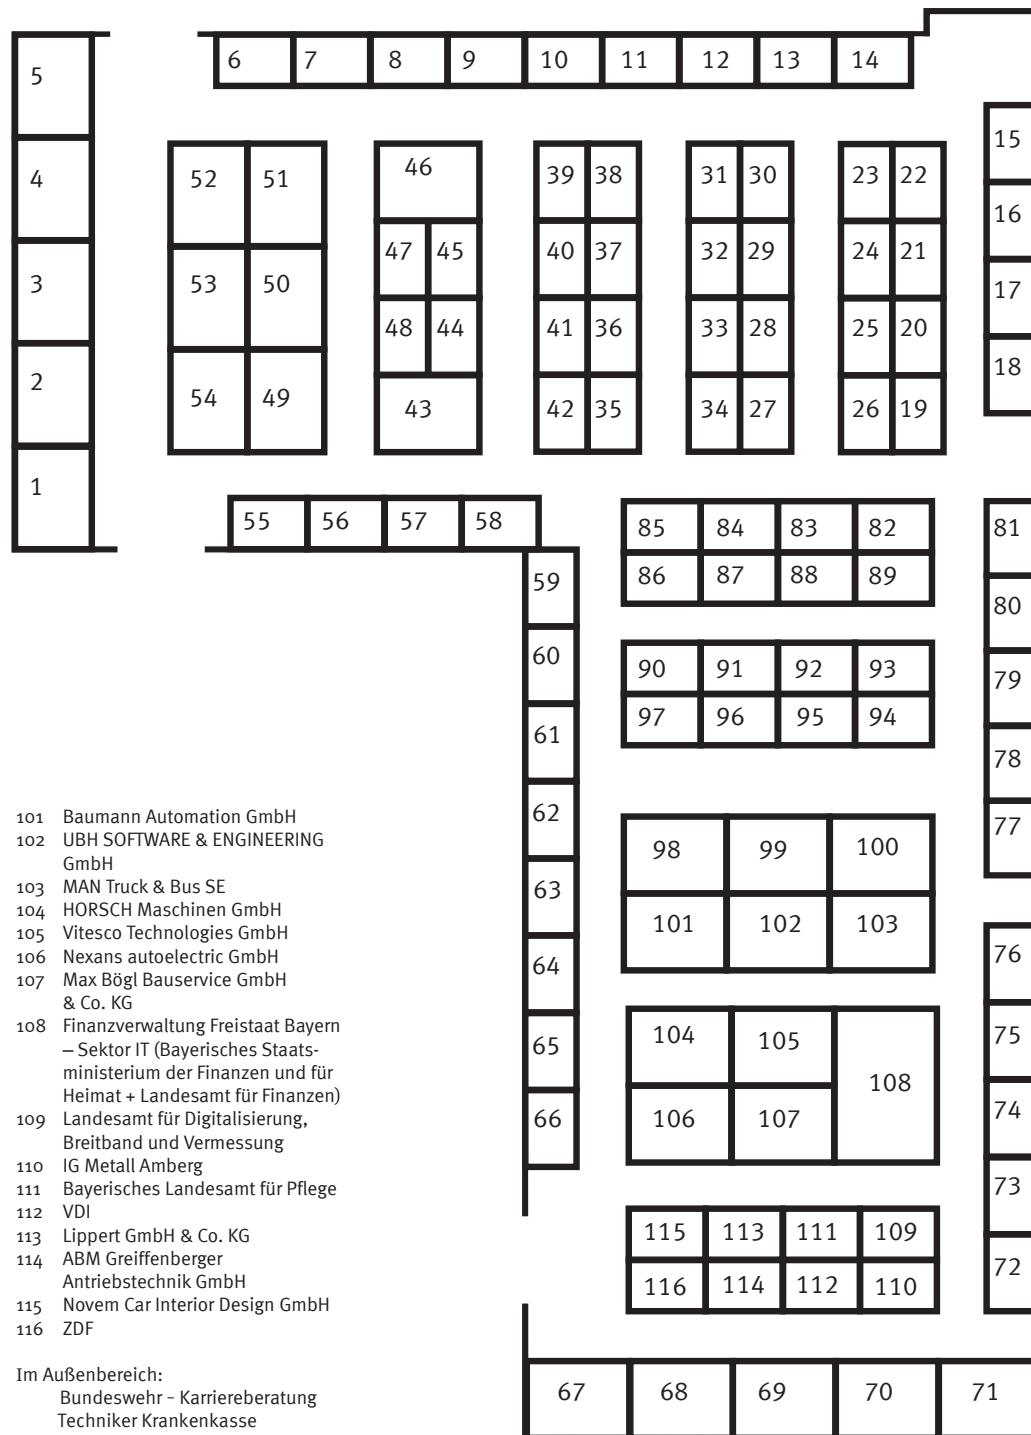 5
6 7 8 9 10 11 12 13 14
15
4
52 51
46
39 38
31 30
23 22
16
3
53 50
47 45
40 37
32 29
24 21
17
2
48 44
41 36
33 28
25 20
18
54 49
43
42 35
34 27
26 19
1
55 56 57 58
85 84 83 82
81
86 87 88 89
59
80
60
90 91 92 93
79
97 96 95 94
61
78
62
98 99 100
77
63
101 102 103
64
76
65
104 105
108
75
66
106 107
74
73
115 113 111 109
116 114 112 110
72
67 68 69 70 71
101 Baumann Automation GmbH
102 UBH SOFTWARE & ENGINEERING
GmbH
103 MAN Truck & Bus SE
104 HORSCH Maschinen GmbH
105 Vitesco Technologies GmbH
106 Nexans autoelectric GmbH
107 Max Bögl Bauservice GmbH
& Co. KG
108 Finanzverwaltung Freistaat Bayern
– Sektor IT (Bayerisches Staats-
ministerium der Finanzen und für
Heimat + Landesamt für Finanzen)
109 Landesamt für Digitalisierung,
Breitband und Vermessung
110 IG Metall Amberg
111 Bayerisches Landesamt für Pflege
112 VDI
113 Lippert GmbH & Co. KG
114 ABM Greiffenberger
Antriebstechnik GmbH
115 Novem Car Interior Design GmbH
116 ZDF
Im Außenbereich:
Bundeswehr - Karriereberatung
Techniker Krankenkasse